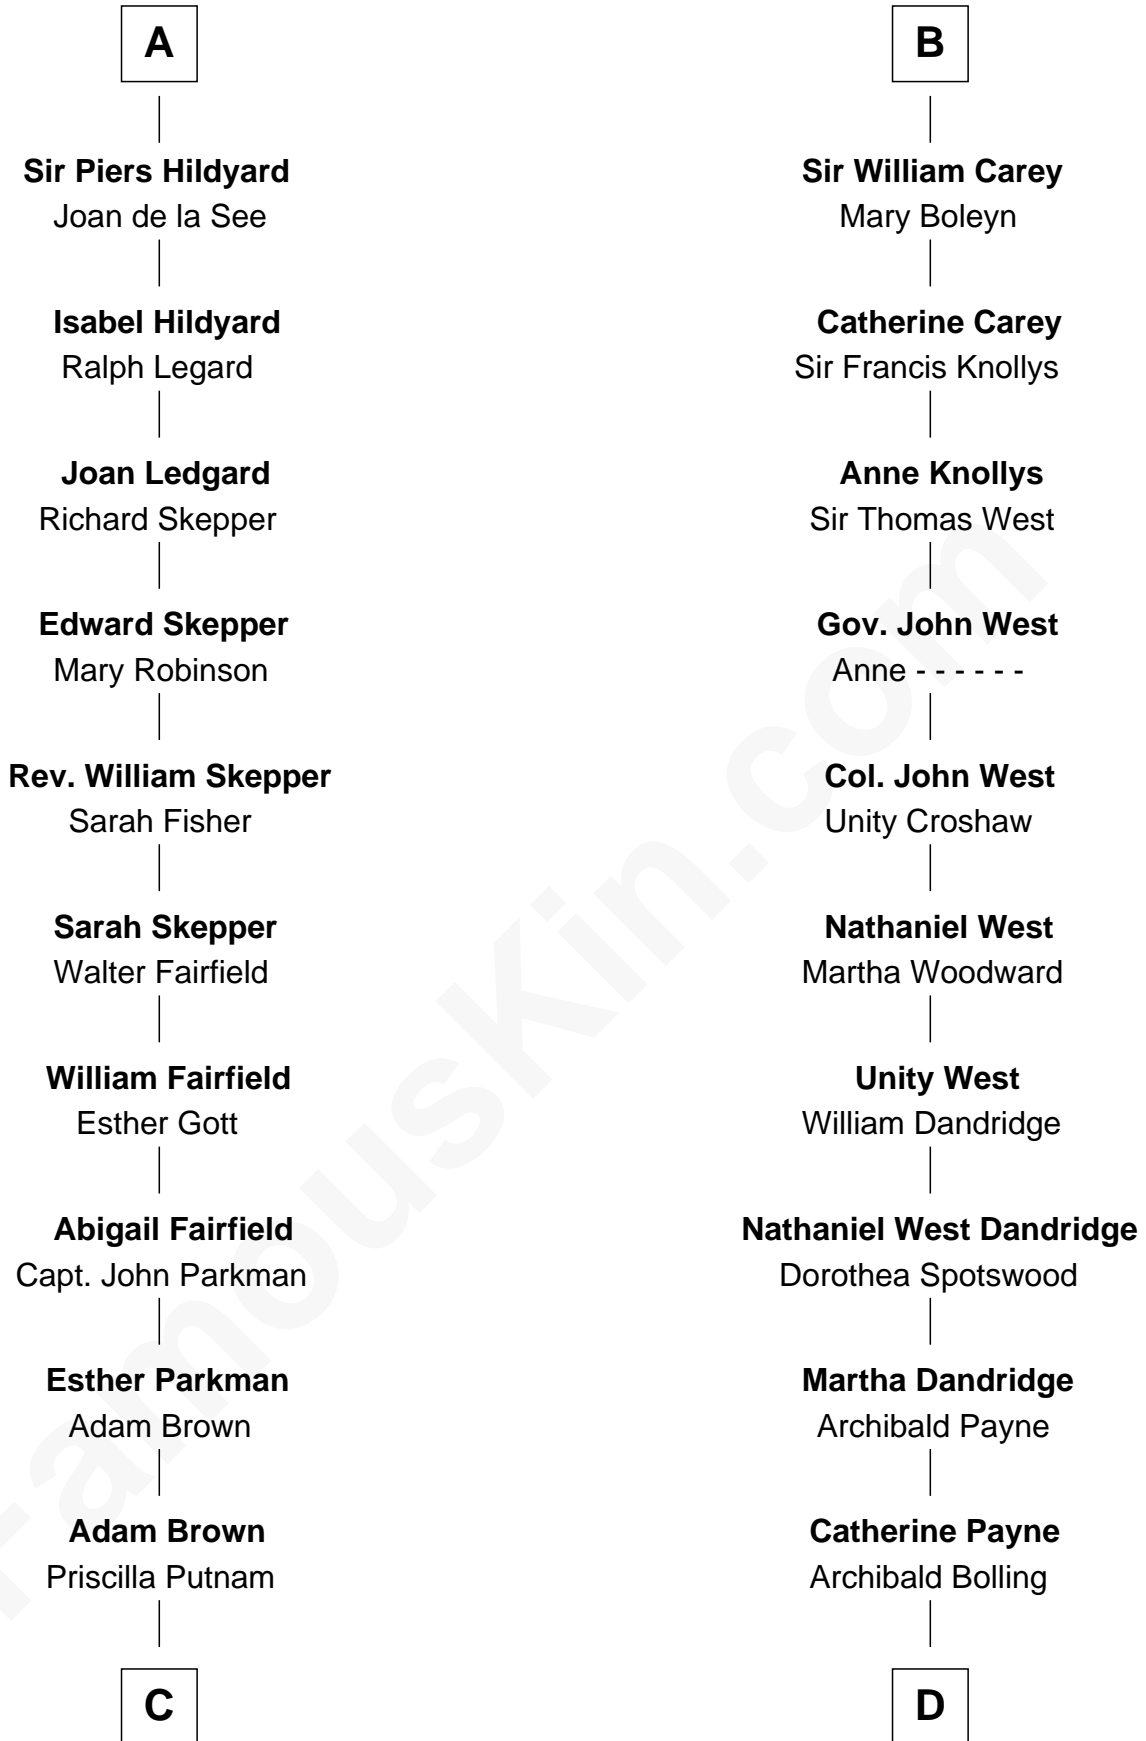 A
Sir Piers Hildyard
Joan de la See
Isabel Hildyard
Ralph Legard
Joan Ledgard
Richard Skepper
Edward Skepper
Mary Robinson
Rev. William Skepper
Sarah Fisher
Sarah Skepper
Walter Fairfield
William Fairfield
Esther Gott
Abigail Fairfield
Capt. John Parkman
Esther Parkman
Adam Brown
Adam Brown
Priscilla Putnam
C
B
Sir William Carey
Mary Boleyn
Catherine Carey
Sir Francis Knollys
Anne Knollys
Sir Thomas West
Gov. John West
Anne - - - - - -
Col. John West
Unity Croshaw
Nathaniel West
Martha Woodward
Unity West
William Dandridge
Nathaniel West Dandridge
Dorothea Spotswood
Martha Dandridge
Archibald Payne
Catherine Payne
Archibald Bolling
D
FamousKin.com